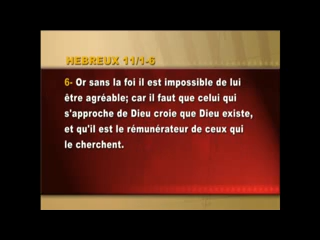 HEBREUX 11/1-6
6- Or sans la foi il est impossible de lui
être agréable; car il faut que celui qui
s'approche de Dieu croie que Dieu existe,
et qu'il est le rémunérateur de ceux qui
le cherchent.